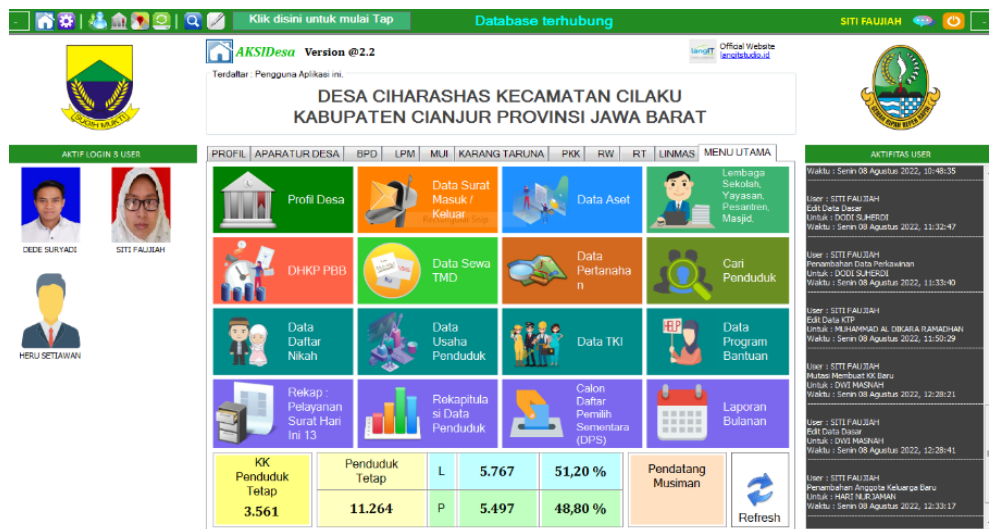 Klik disini untuk mulai Tap
Database terhubung
SITI FAUJIAH
AKSIDesa Version @2.2
langIT
Official Website
langitstudio.id
Terdaftar : Pengguna Aplikasi ini.
DESA CIHARASHAS KECAMATAN CILAKU
KABUPATEN CIANJUR PROVINSI JAWA BARAT
SUGIH MUKTI
AKTIF LOGIN 3 USER
DEDE SURYADI
SITI FAUJIAH
HERU SETIAWAN
PROFIL
APARATUR DESA
BPD
LPM
MUI
KARANG TARUNA
PKK
RW
RT
LINMAS
MENU UTAMA
Profil Desa
Data Surat
Masuk /
Keluar
Data Aset
Lembaga
Sekolah,
Yayasan,
Pesantren,
Masjid.
DHKP PBB
Data Sewa
TMD
Data
Pertanaha
n
Cari
Penduduk
Data
Daftar
Nikah
Data
Usaha
Penduduk
Data TKI
HELP
Data
Program
Bantuan
Rekap :
Pelayanan
Surat Hari
Ini 13
Rekapitula
si Data
Penduduk
Calon
Daftar
Pemilih
Sementara
(DPS)
Laporan
Bulanan
KK
Penduduk
Tetap
3.561
Penduduk
Tetap
11.264
L
5.767
51,20 %
P
5.497
48,80 %
Pendatang
Musiman
Refresh
AKTIFITAS USER
Waktu : Senin 08 Agustus 2022, 10:48:35
User : SITI FAUJIAH
Edit Data Dasar
Untuk : DODI SUHERDI
Waktu : Senin 08 Agustus 2022, 11:32:47
User : SITI FAUJIAH
Penambahan Data Perkawinan
Untuk : DODI SUHERDI
Waktu : Senin 08 Agustus 2022, 11:33:40
User : SITI FAUJIAH
Edit Data KTP
Untuk : MUHAMMAD AL DIKARA RAMADHAN
Waktu : Senin 08 Agustus 2022, 11:50:29
User : SITI FAUJIAH
Mutasi Membuat KK Baru
Untuk : DWI MASNAH
Waktu : Senin 08 Agustus 2022, 12:28:21
User : SITI FAUJIAH
Edit Data Dasar
Untuk : DWI MASNAH
Waktu : Senin 08 Agustus 2022, 12:28:41
User : SITI FAUJIAH
Penambahan Anggota Keluarga Baru
Untuk : HARI NURJAMAN
Waktu : Senin 08 Agustus 2022, 12:33:17